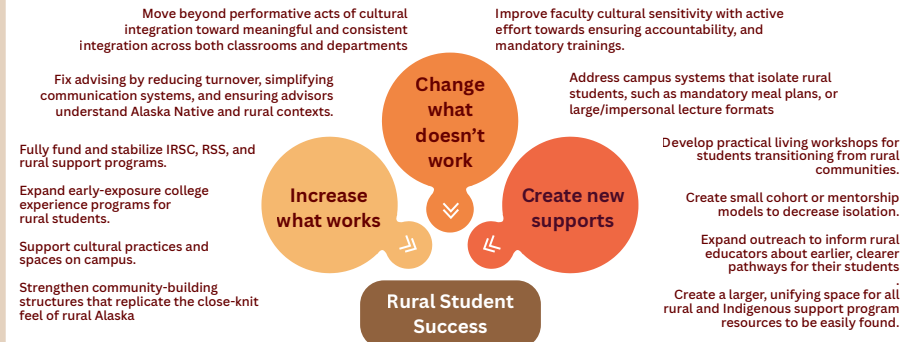 Move beyond performative acts of cultural
integration toward meaningful and consistent
integration across both classrooms and departments
Improve faculty cultural sensitivity with active
effort towards ensuring accountability, and
mandatory trainings.
Fix advising by reducing turnover, simplifying
communication systems, and ensuring advisors
understand Alaska Native and rural contexts.
Address campus systems that isolate rural
students, such as mandatory meal plans, or
large/impersonal lecture formats
Change
what
doesn't
work
Fully fund and stabilize IRSC, RSS, and
rural support programs.
Expand early-exposure college
experience programs for
rural students.
Support cultural practices and
spaces on campus.
Strengthen community-building
structures that replicate the close-knit
feel of rural Alaska
Increase
what works
Create new
supports
Develop practical living workshops for
students transitioning from rural
communities.
Create small cohort or mentorship
models to decrease isolation.
Expand outreach to inform rural
educators about earlier, clearer
pathways for their students
.
Create a larger, unifying space for all
rural and Indigenous support program
resources to be easily found.
Rural Student
Success